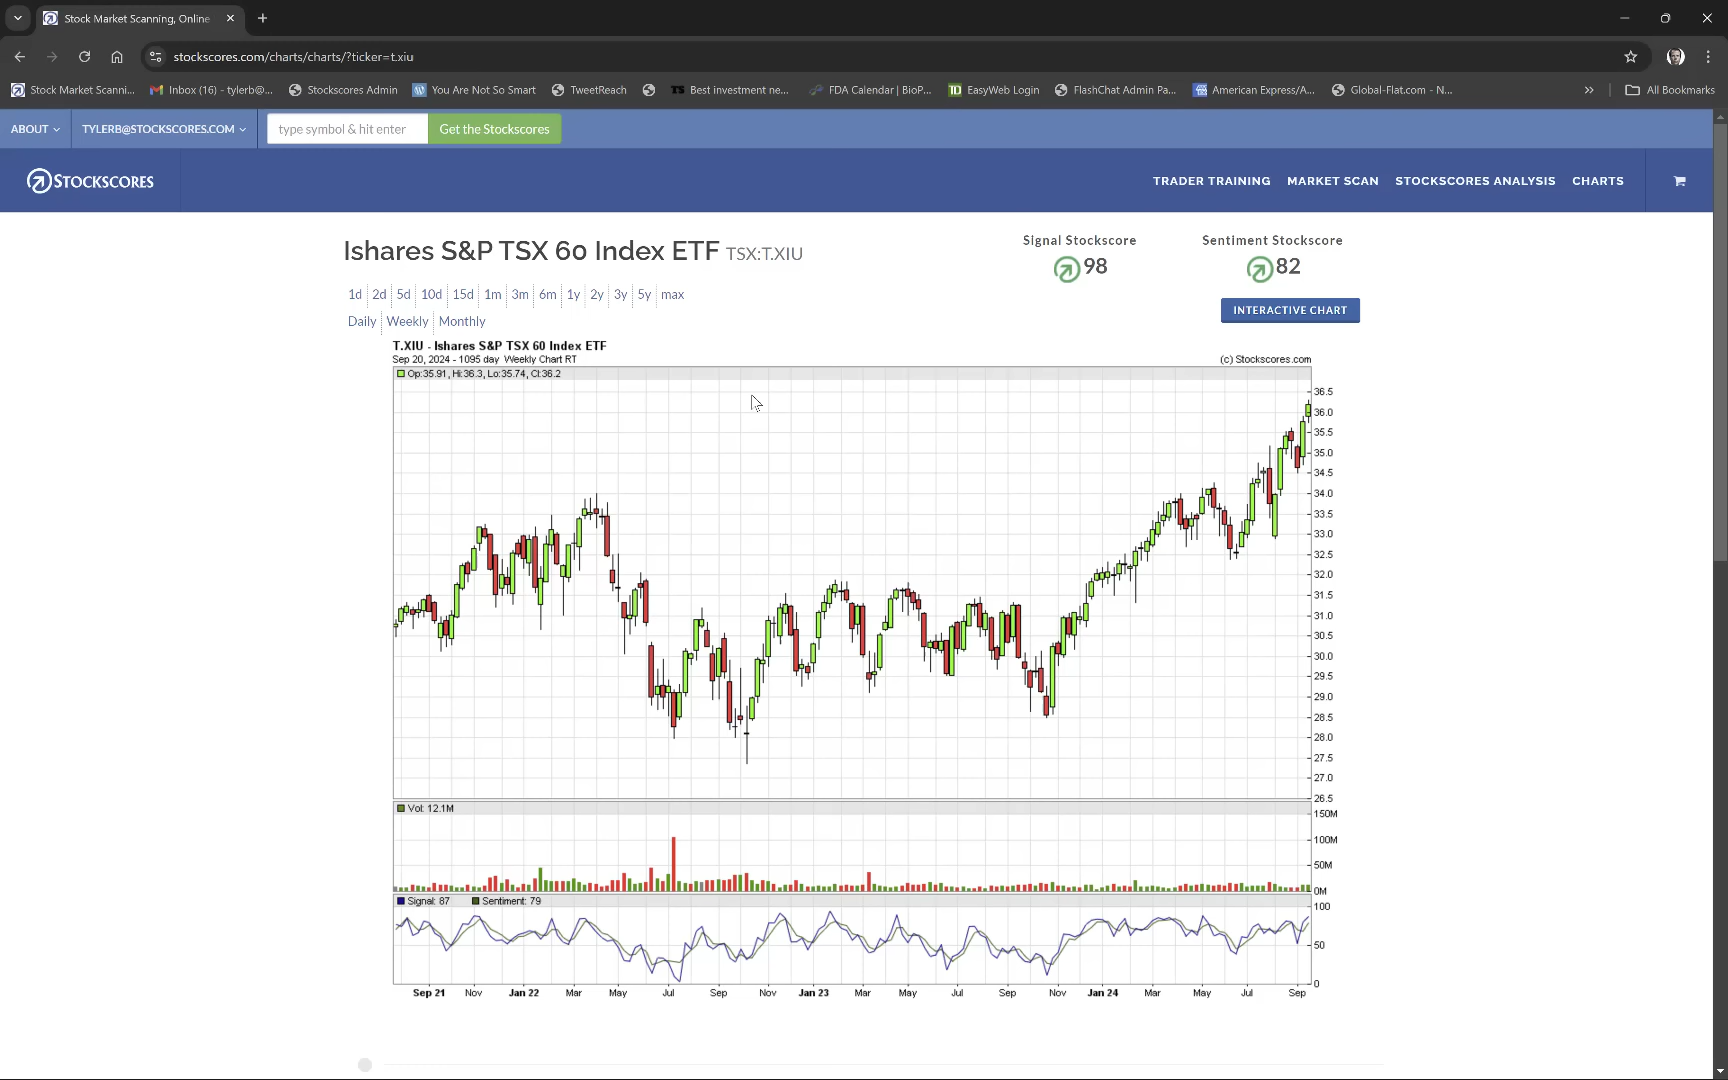 Stock Market Scanning, Online
stockscores.com/charts/charts/?ticker=t.xiu
Stock Market Scanni... Inbox (16) - tylerb@... Stockscores Admin You Are Not So Smart TweetReach TS Best investment ne... FDA Calendar | BioP... TD EasyWeb Login FlashChat Admin Pa... American Express/A... Global-Flat.com - N... » All Bookmarks
ABOUT TYLERB@STOCKSCORES.COM type symbol & hit enter Get the Stockscores
STOCKSCORES TRADER TRAINING MARKET SCAN STOCKSCORES ANALYSIS CHARTS
Ishares S&P TSX 60 Index ETF TSX:T.XIU
Signal Stockscore Sentiment Stockscore
98 82
1d 2d 5d 10d 15d 1m 3m 6m 1y 2y 3y 5y max
INTERACTIVE CHART
Daily Weekly Monthly
T.XIU - Ishares S&P TSX 60 Index ETF
Sep 20, 2024 - 1095 day Weekly Chart RT (c) Stockscores.com
Op:35.91, Hi:36.3, Lo:35.74, Cl:36.2
36.5
36.0
35.5
35.0
34.5
34.0
33.5
33.0
32.5
32.0
31.5
31.0
30.5
30.0
29.5
29.0
28.5
28.0
27.5
27.0
26.5
Vol: 12.1M
150M
100M
50M
0M
Signal: 87 Sentiment: 79
100
50
0
Sep 21 Nov Jan 22 Mar May Jul Sep Nov Jan 23 Mar May Jul Sep Nov Jan 24 Mar May Jul Sep